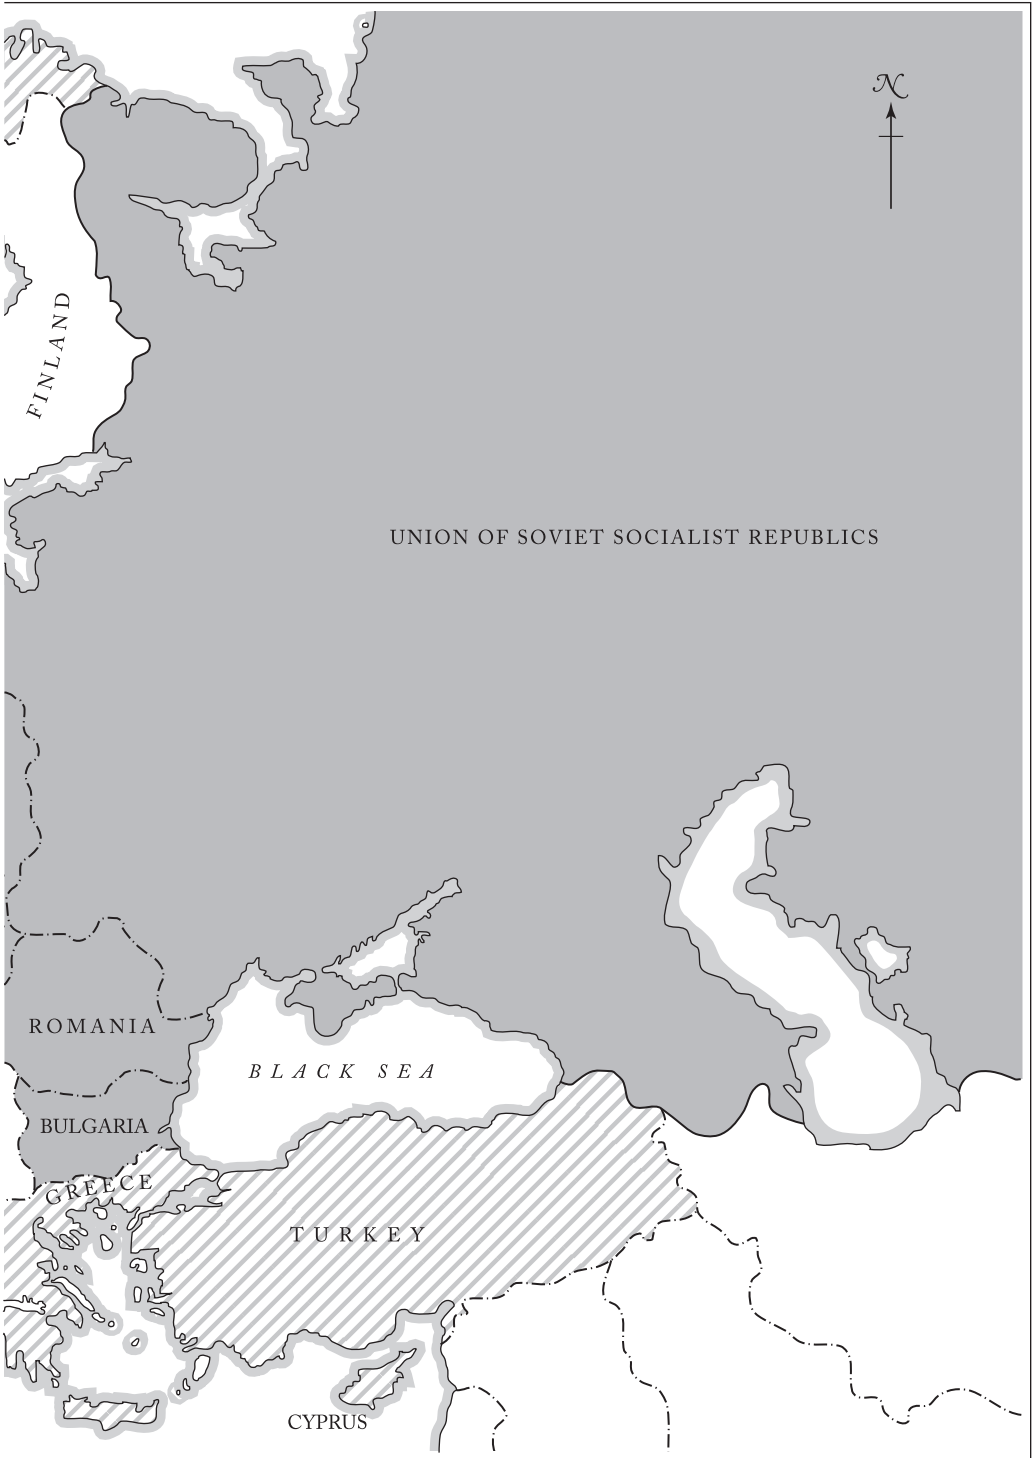 N
FINLAND
UNION OF SOVIET SOCIALIST REPUBLICS
ROMANIA
BLACK SEA
BULGARIA
GREECE
TURKEY
CYPRUS